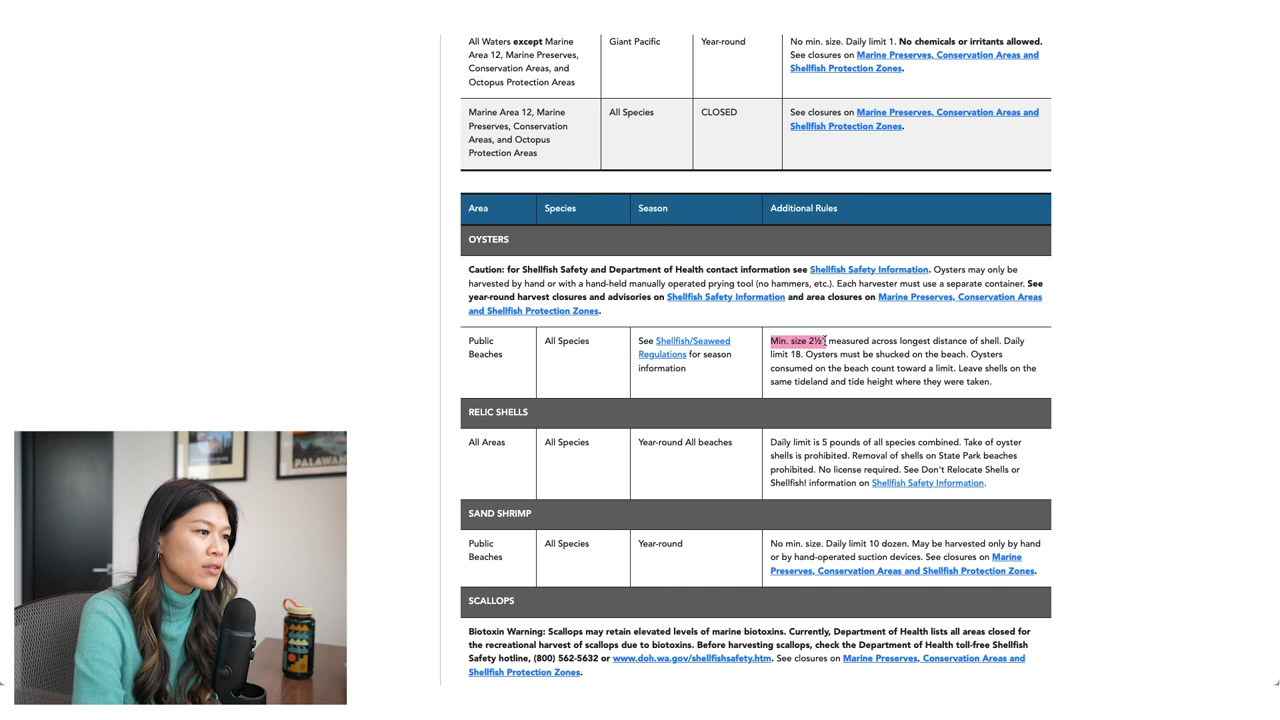 All Waters except Marine
Area 12, Marine Preserves,
Conservation Areas, and
Octopus Protection Areas
Giant Pacific
Year-round
No min. size. Daily limit 1. No chemicals or irritants allowed.
See closures on Marine Preserves, Conservation Areas and
Shellfish Protection Zones.
Marine Area 12, Marine
Preserves, Conservation
Areas, and Octopus
Protection Areas
All Species
CLOSED
See closures on Marine Preserves, Conservation Areas and
Shellfish Protection Zones.
Area
Species
Season
Additional Rules
OYSTERS
Caution: for Shellfish Safety and Department of Health contact information see Shellfish Safety Information. Oysters may only be
harvested by hand or with a hand-held manually operated prying tool (no hammers, etc.). Each harvester must use a separate container. See
year-round harvest closures and advisories on Shellfish Safety Information and area closures on Marine Preserves, Conservation Areas
and Shellfish Protection Zones.
Public
Beaches
All Species
See Shellfish/Seaweed
Regulations for season
information
Min. size 2½", measured across longest distance of shell. Daily
limit 18. Oysters must be shucked on the beach. Oysters
consumed on the beach count toward a limit. Leave shells on the
same tideland and tide height where they were taken.
RELIC SHELLS
All Areas
All Species
Year-round All beaches
Daily limit is 5 pounds of all species combined. Take of oyster
shells is prohibited. Removal of shells on State Park beaches
prohibited. No license required. See Don't Relocate Shells or
Shellfish! information on Shellfish Safety Information.
SAND SHRIMP
Public
Beaches
All Species
Year-round
No min. size. Daily limit 10 dozen. May be harvested only by hand
or by hand-operated suction devices. See closures on Marine
Preserves, Conservation Areas and Shellfish Protection Zones.
SCALLOPS
Biotoxin Warning: Scallops may retain elevated levels of marine biotoxins. Currently, Department of Health lists all areas closed for
the recreational harvest of scallops due to biotoxins. Before harvesting scallops, check the Department of Health toll-free Shellfish
Safety hotline, (800) 562-5632 or www.doh.wa.gov/shellfishsafety.htm. See closures on Marine Preserves, Conservation Areas and
Shellfish Protection Zones.
PALAWAN